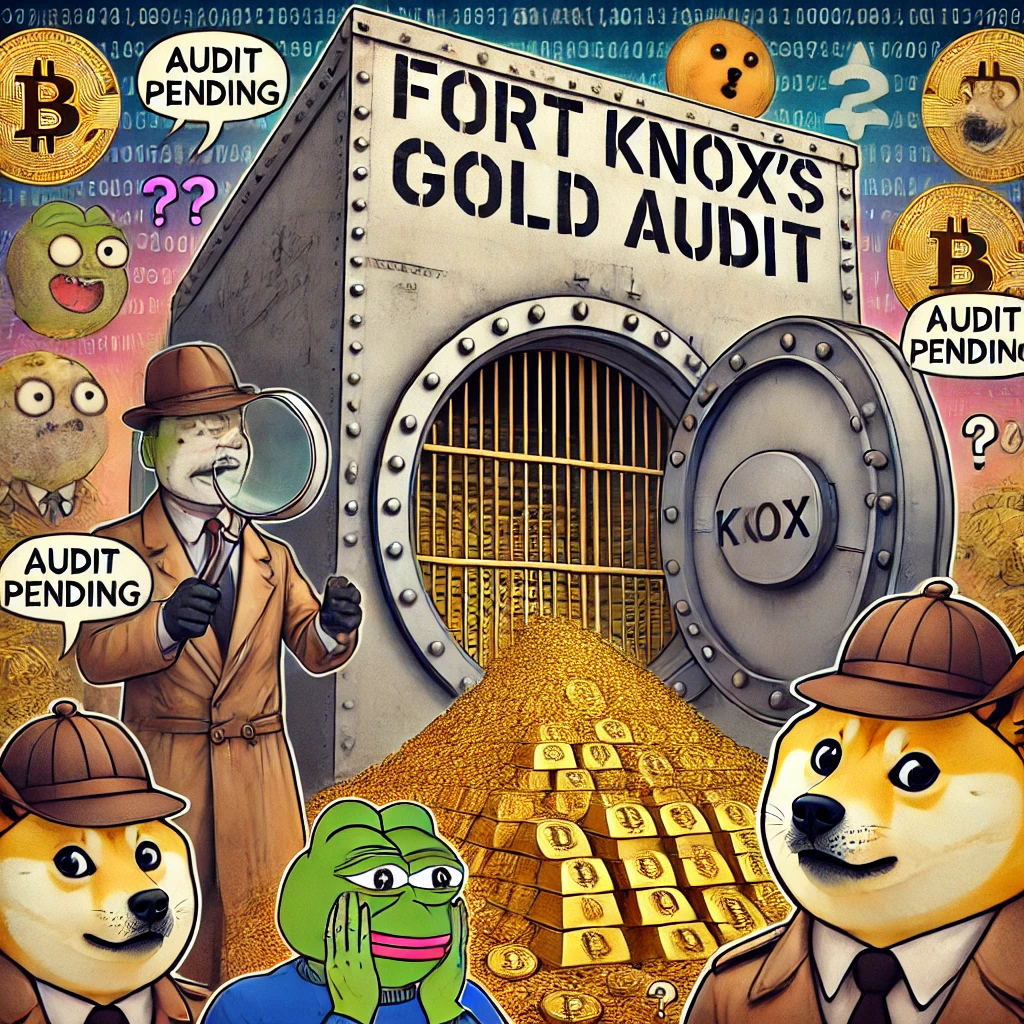 AUDIT
PENDING
??
FORT KNOX'S
GOLD AUDIT
?
AUDIT
PENDING
?
KNOX
AUDIT
PENDING
?